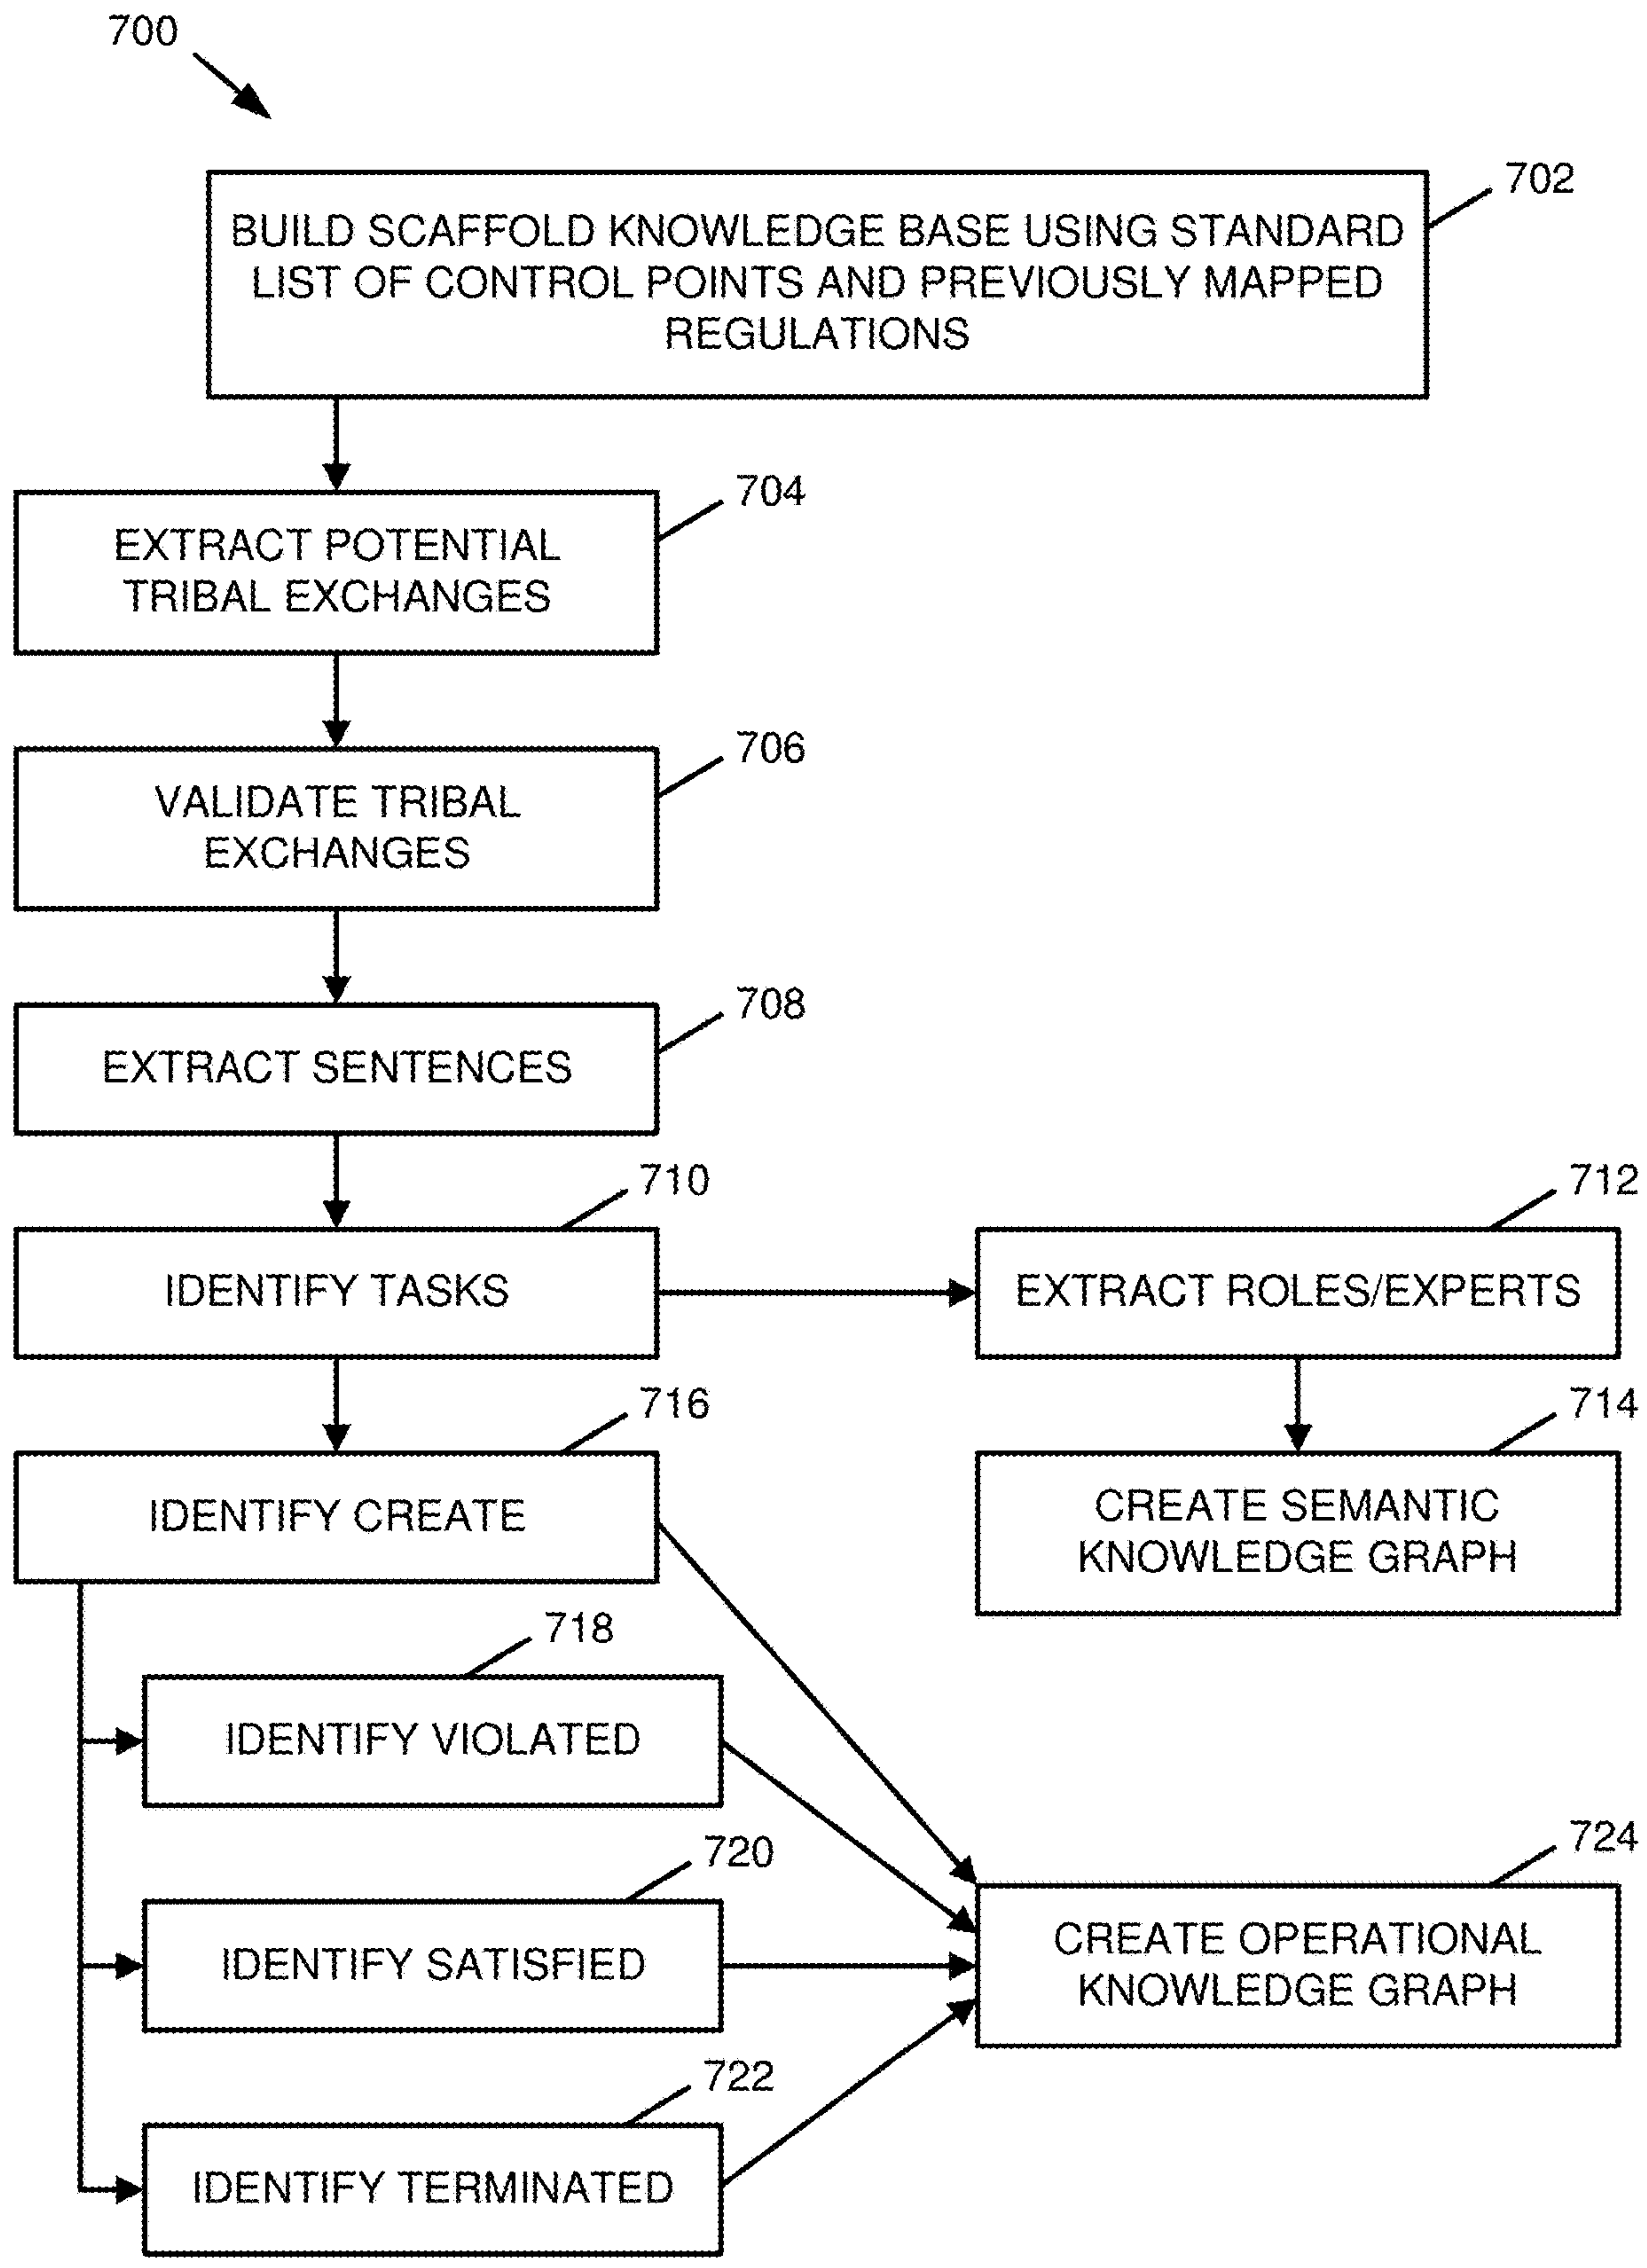 700
702
BUILD SCAFFOLD KNOWLEDGE BASE USING STANDARD
LIST OF CONTROL POINTS AND PREVIOUSLY MAPPED
REGULATIONS
704
EXTRACT POTENTIAL
TRIBAL EXCHANGES
706
VALIDATE TRIBAL
EXCHANGES
708
EXTRACT SENTENCES
710
IDENTIFY TASKS
712
EXTRACT ROLES/EXPERTS
714
CREATE SEMANTIC
KNOWLEDGE GRAPH
716
IDENTIFY CREATE
718
IDENTIFY VIOLATED
720
IDENTIFY SATISFIED
722
IDENTIFY TERMINATED
724
CREATE OPERATIONAL
KNOWLEDGE GRAPH